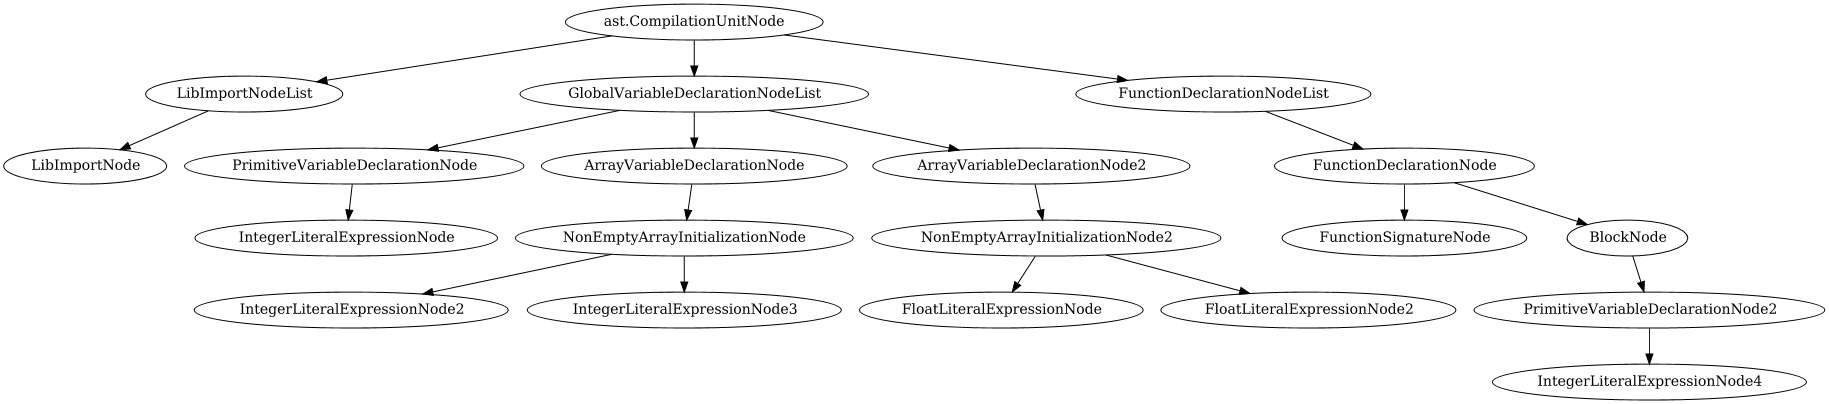 ast.CompilationUnitNode
LibImportNodeList
GlobalVariableDeclarationNodeList
FunctionDeclarationNodeList
LibImportNode
PrimitiveVariableDeclarationNode
ArrayVariableDeclarationNode
ArrayVariableDeclarationNode2
FunctionDeclarationNode
IntegerLiteralExpressionNode
NonEmptyArrayInitializationNode
NonEmptyArrayInitializationNode2
FunctionSignatureNode
BlockNode
IntegerLiteralExpressionNode2
IntegerLiteralExpressionNode3
FloatLiteralExpressionNode
FloatLiteralExpressionNode2
PrimitiveVariableDeclarationNode2
IntegerLiteralExpressionNode4